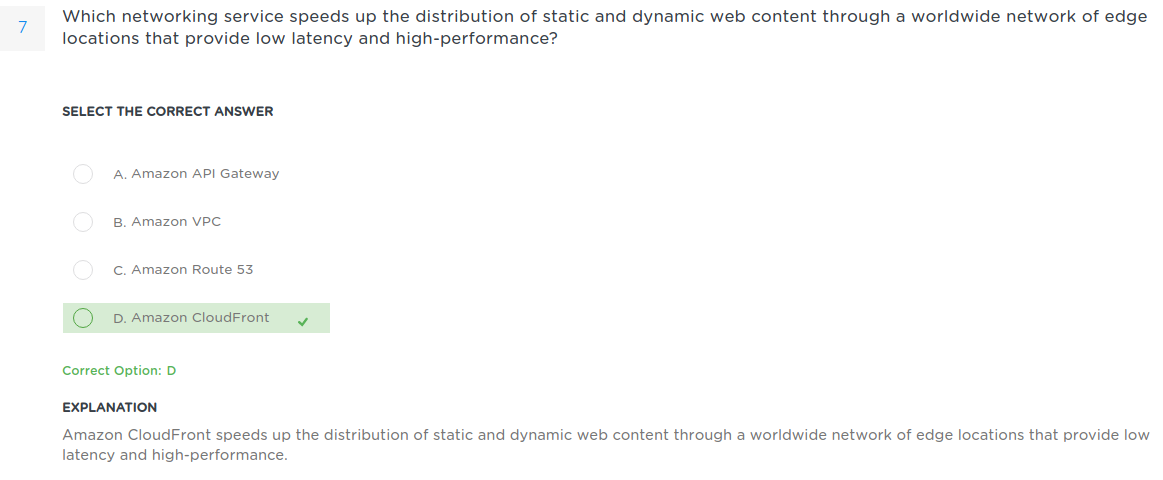 7
Which networking service speeds up the distribution of static and dynamic web content through a worldwide network of edge
locations that provide low latency and high-performance?
SELECT THE CORRECT ANSWER
A. Amazon API Gateway
B. Amazon VPC
C. Amazon Route 53
D. Amazon CloudFront
Correct Option: D
EXPLANATION
Amazon CloudFront speeds up the distribution of static and dynamic web content through a worldwide network of edge locations that provide low
latency and high-performance.